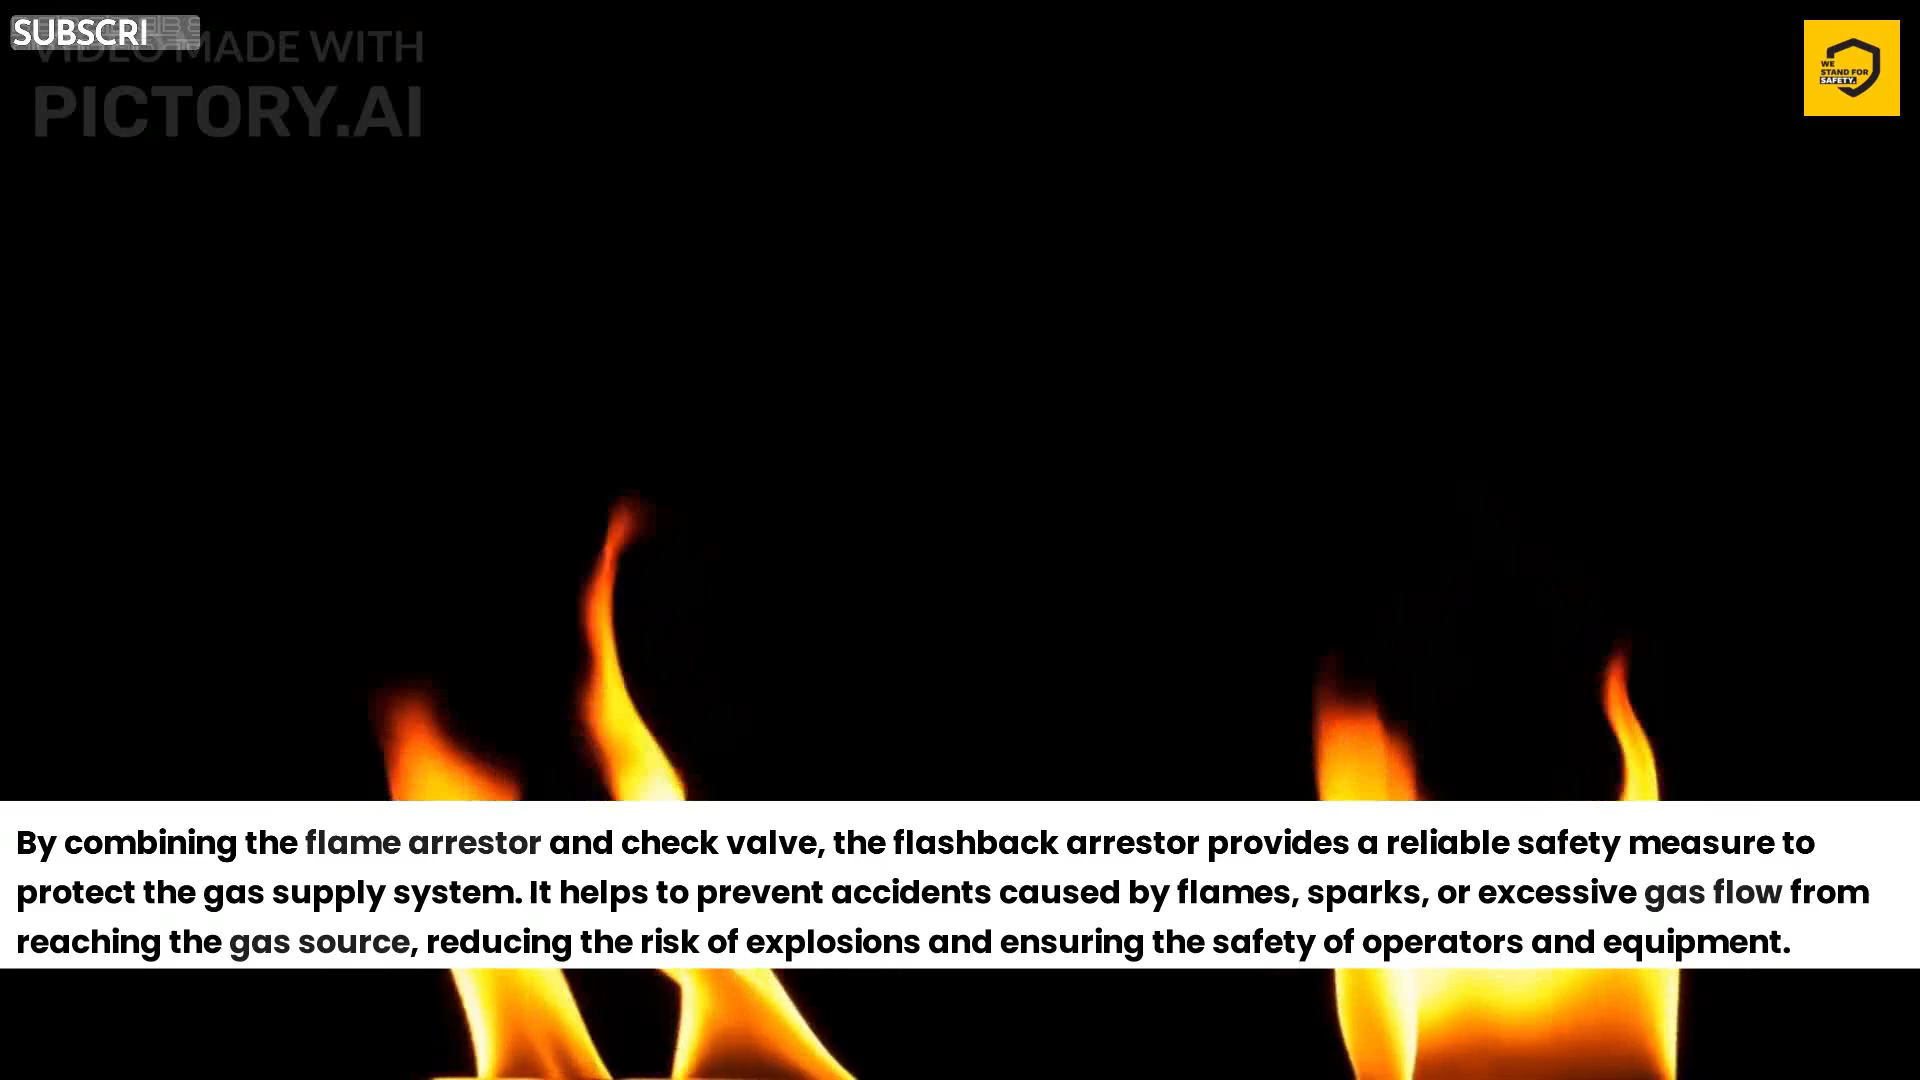 SUBSCRI
VIDEO MADE WITH
PICTORY.AI
WE
STAND FOR
SAFETY.
By combining the flame arrestor and check valve, the flashback arrestor provides a reliable safety measure to
protect the gas supply system. It helps to prevent accidents caused by flames, sparks, or excessive gas flow from
reaching the gas source, reducing the risk of explosions and ensuring the safety of operators and equipment.